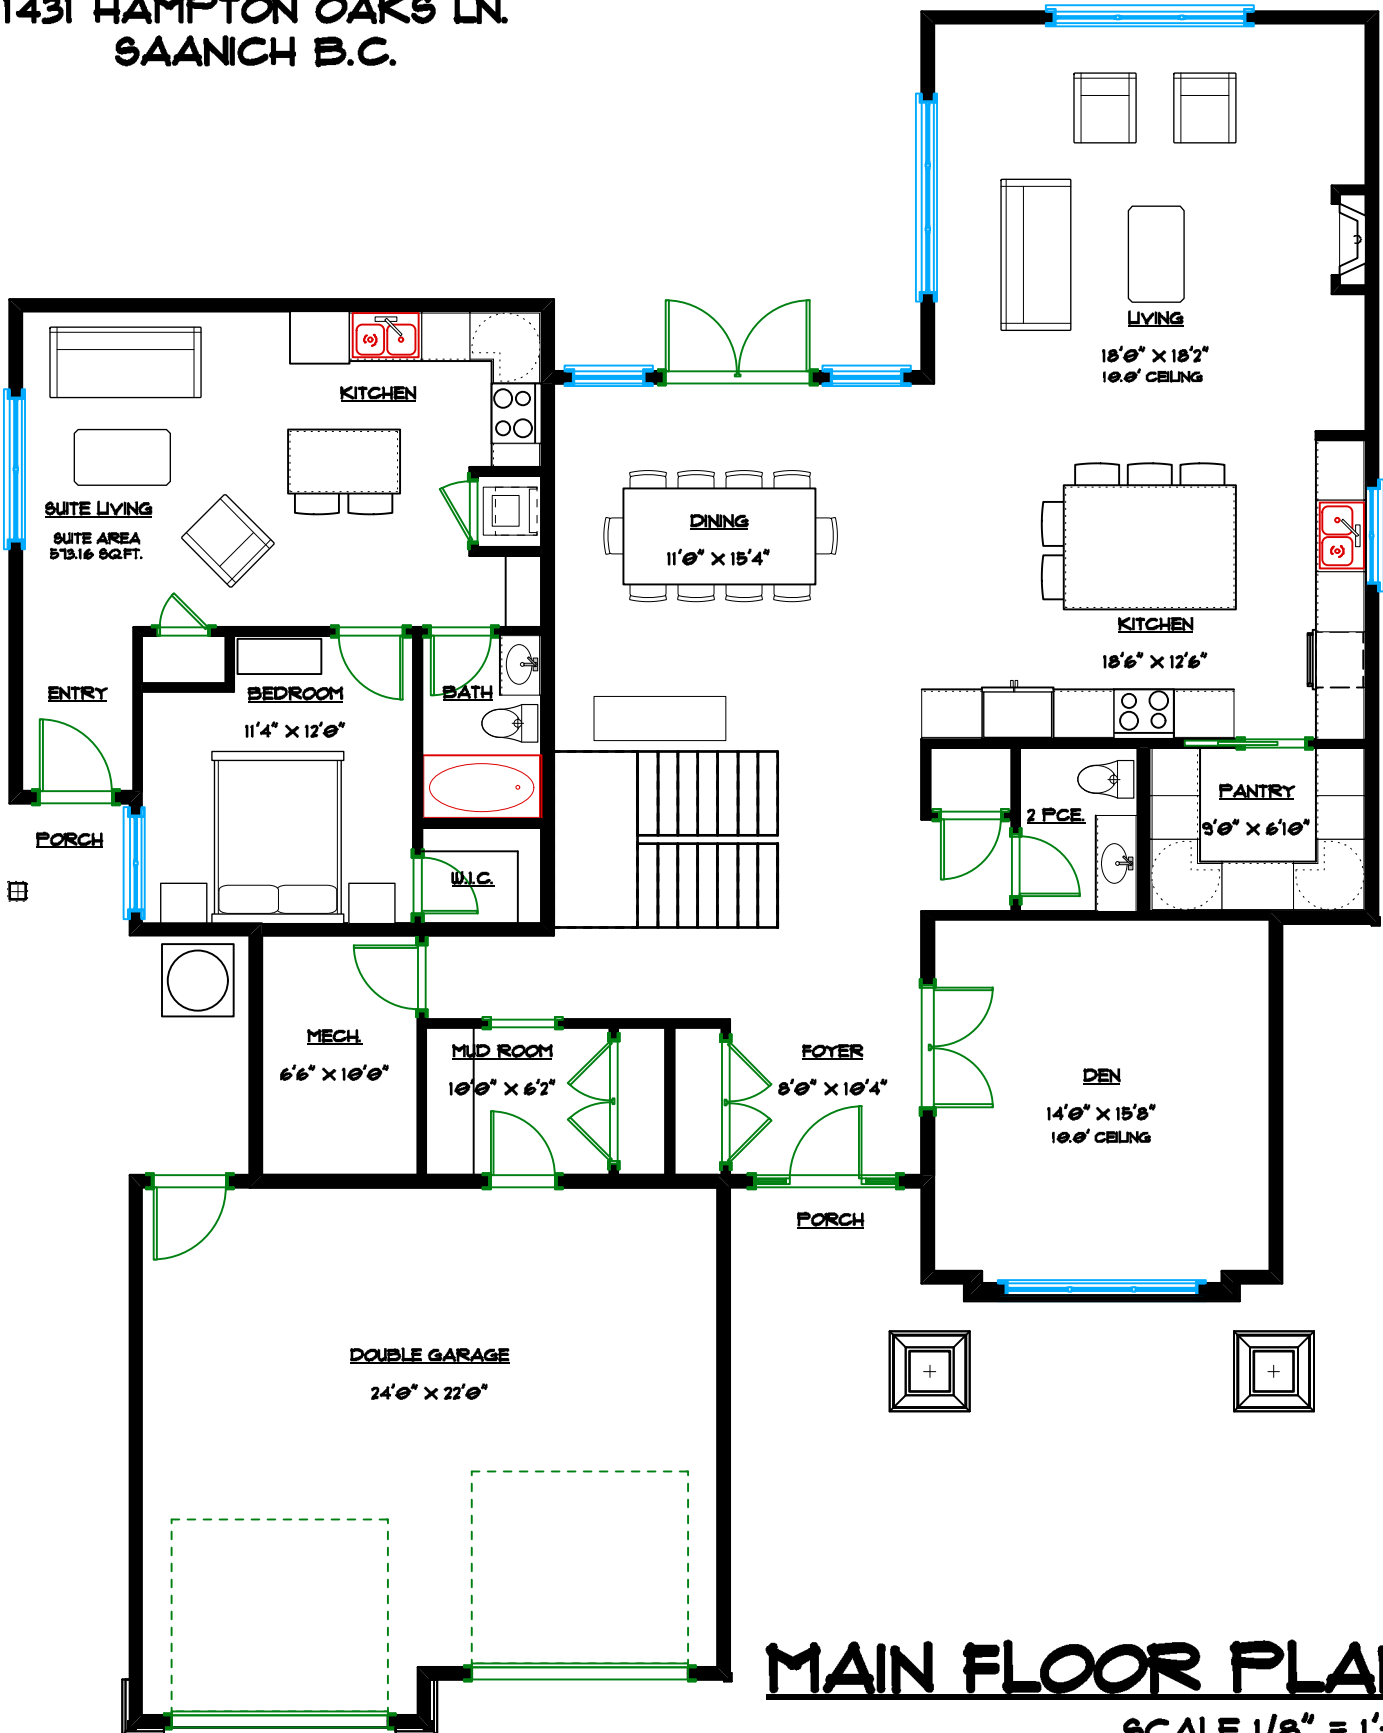 1431 HAMPTON OAKS LN.
SAANICH B.C.
LIVING
18'0" X 18'2"
10.0' CEILING
KITCHEN
SUITE LIVING
SUITE AREA
573.16 SQ.FT.
DINING
11'0" X 15'4"
KITCHEN
18'6" X 12'6"
ENTRY
BEDROOM
11'4" X 12'0"
BATH
PORCH
W.I.C.
2 PCE.
PANTRY
9'0" X 6'10"
MECH.
6'6" X 10'0"
MUD ROOM
10'0" X 6'2"
FOYER
8'0" X 10'4"
DEN
14'0" X 15'8"
10.0' CEILING
PORCH
DOUBLE GARAGE
24'0" X 22'0"
MAIN FLOOR
SCALE 1/8" = 1'